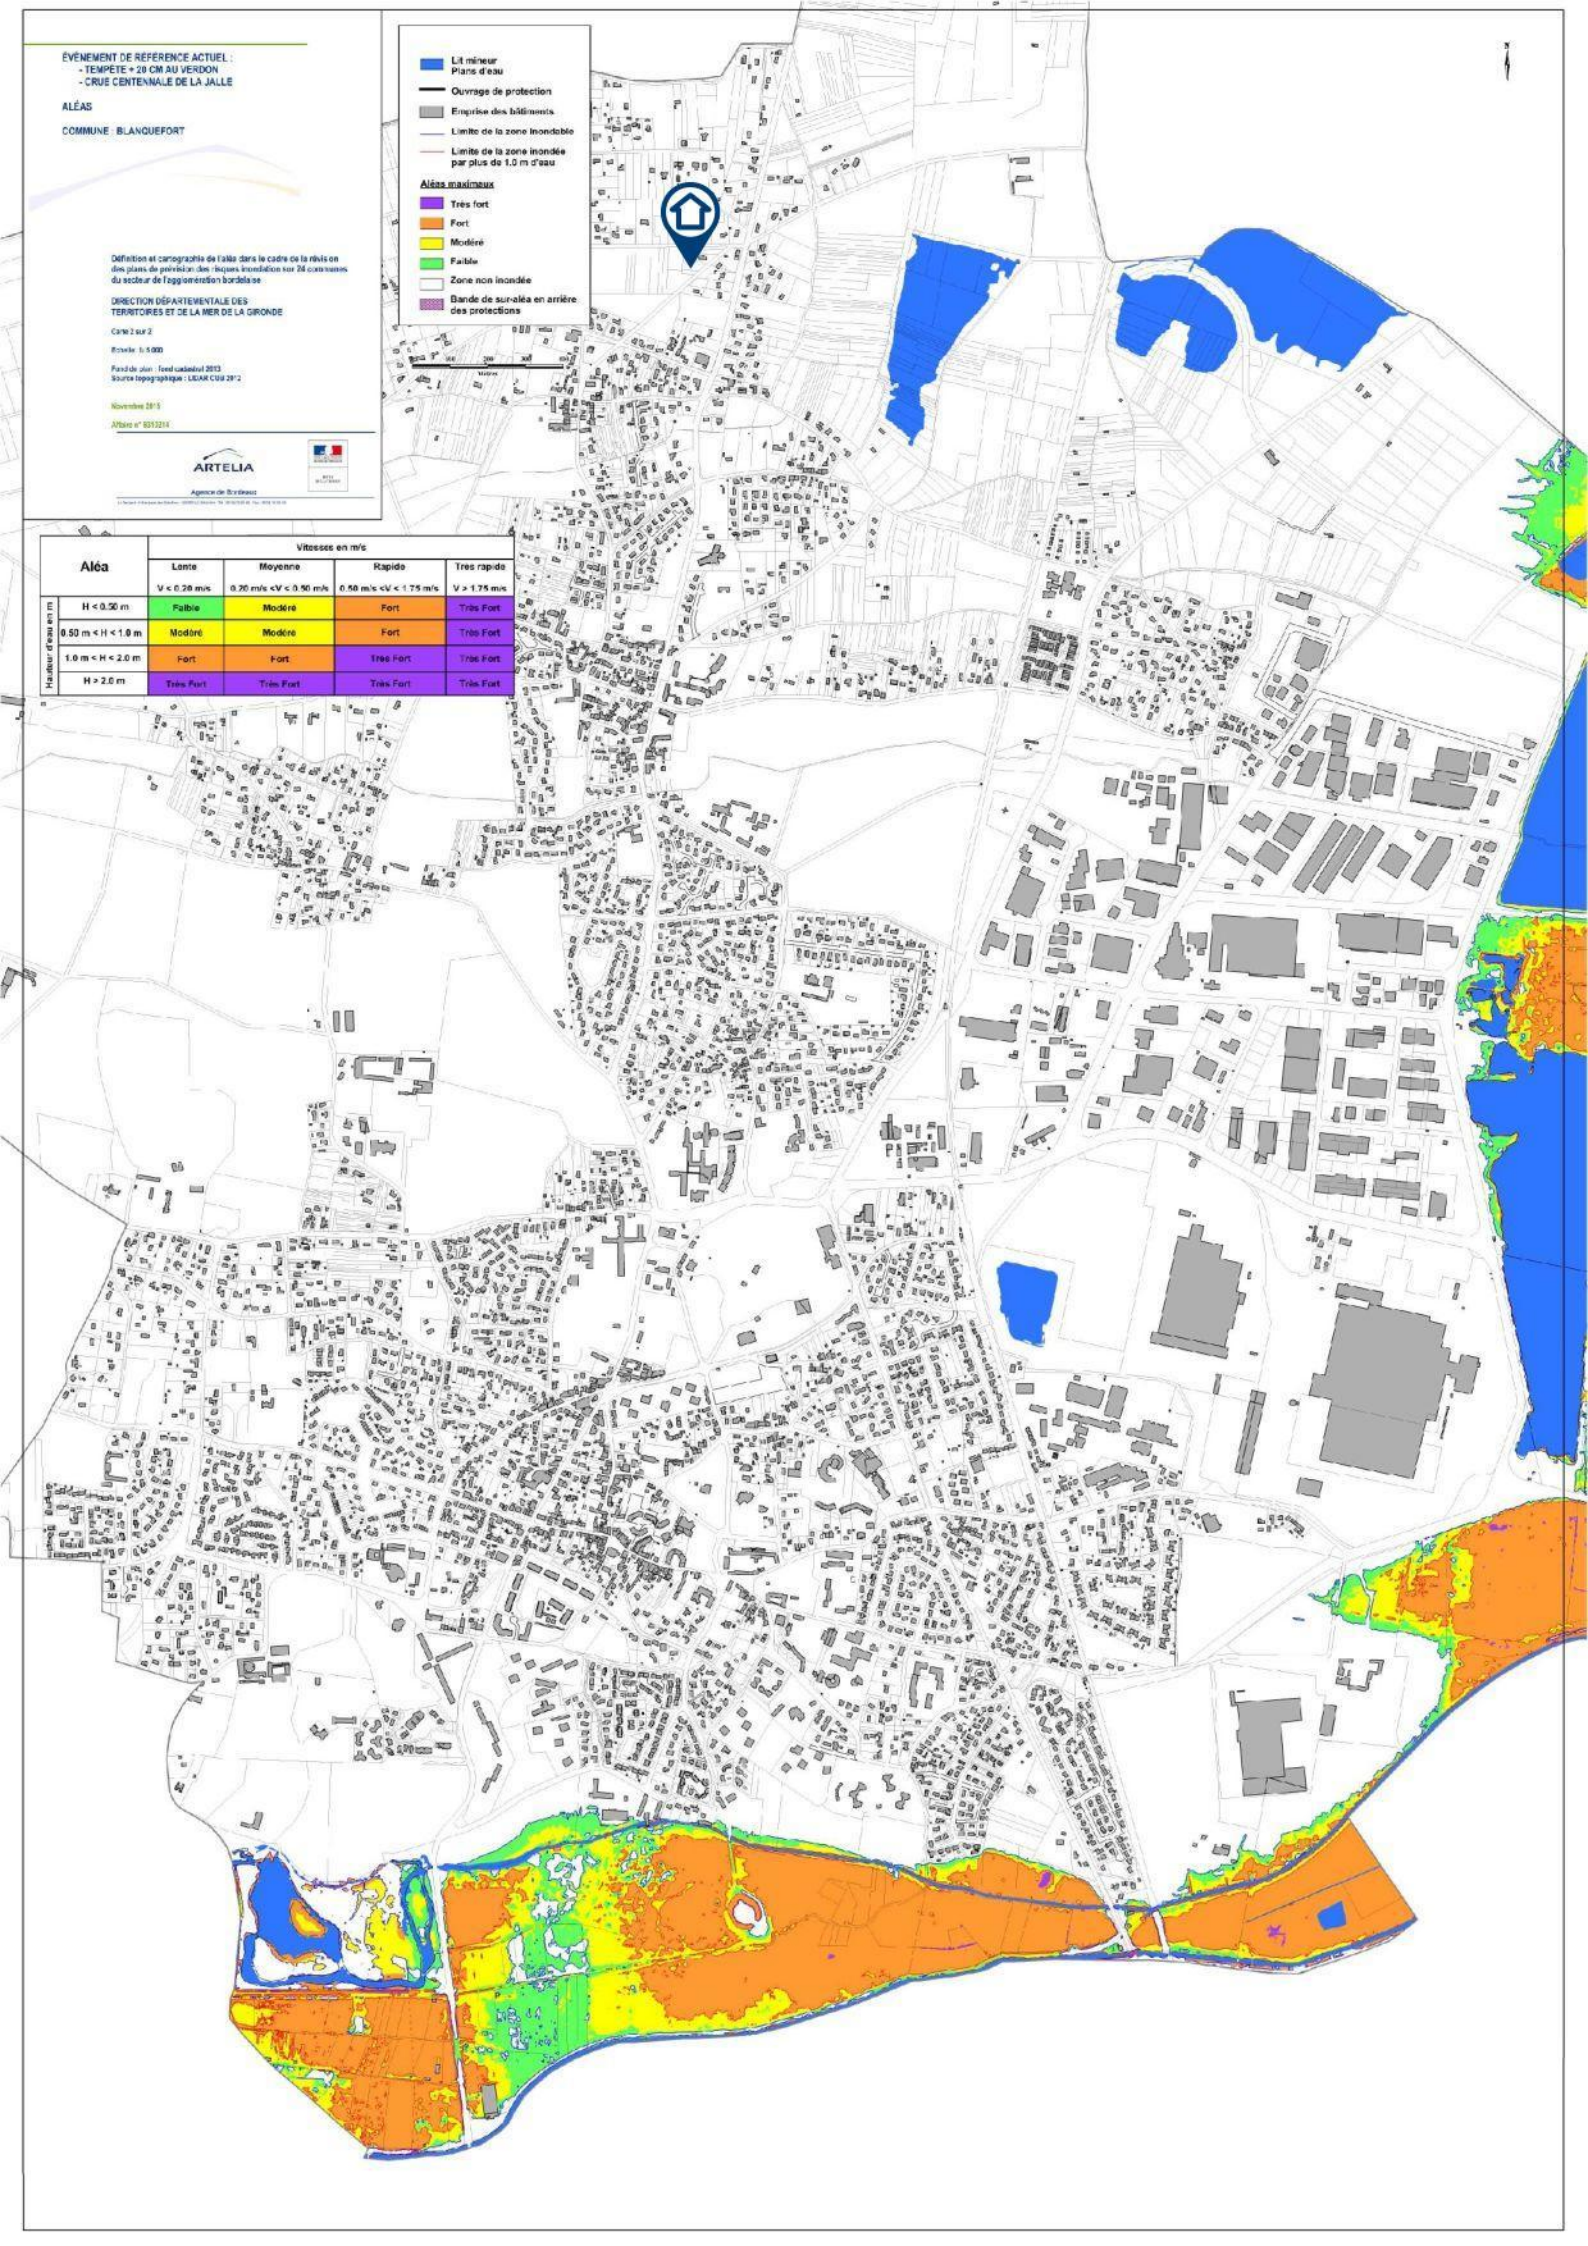 ÉVÉNEMENT DE RÉFÉRENCE ACTUEL :
- TEMPÊTE + 20 CM AU VERDON
- CRUE CENTENNALE DE LA JALLE
ALÉAS
COMMUNE : BLANQUEFORT
Définition et cartographie de l'aléa dans le cadre de la révision
des plans de prévision des risques inondation sur 24 communes
du secteur de l'agglomération bordelaise
DIRECTION DÉPARTEMENTALE DES
TERRITOIRES ET DE LA MER DE LA GIRONDE
Carte 2 sur 2
Echelle : 1/5 000
Fond de plan : fond cadastral 2013
Source topographique : LIDAR CUB 2012
Novembre 2015
Affaire n°
ARTELIA
Agence de Bordeaux
Lit mineur
Plans d'eau
Ouvrage de protection
Emprise des bâtiments
Limite de la zone inondable
Limite de la zone inondée
par plus de 1.0 m d'eau
Aléas maximaux
Très fort
Fort
Modéré
Faible
Zone non inondée
Bande de sur-aléa en arrière
des protections
N
100 200 300
Mètres
Aléa
Vitesses en m/s
Lente Moyenne Rapide Très rapide
V < 0.20 m/s 0.20 m/s <V < 0.50 m/s 0.50 m/s <V < 1.75 m/s V > 1.75 m/s
Hauteur d'eau en m
H < 0.50 m Faible Modéré Fort Très Fort
0.50 m < H < 1.0 m Modéré Modéré Fort Très Fort
1.0 m < H < 2.0 m Fort Fort Très Fort Très Fort
H > 2.0 m Très Fort Très Fort Très Fort Très Fort